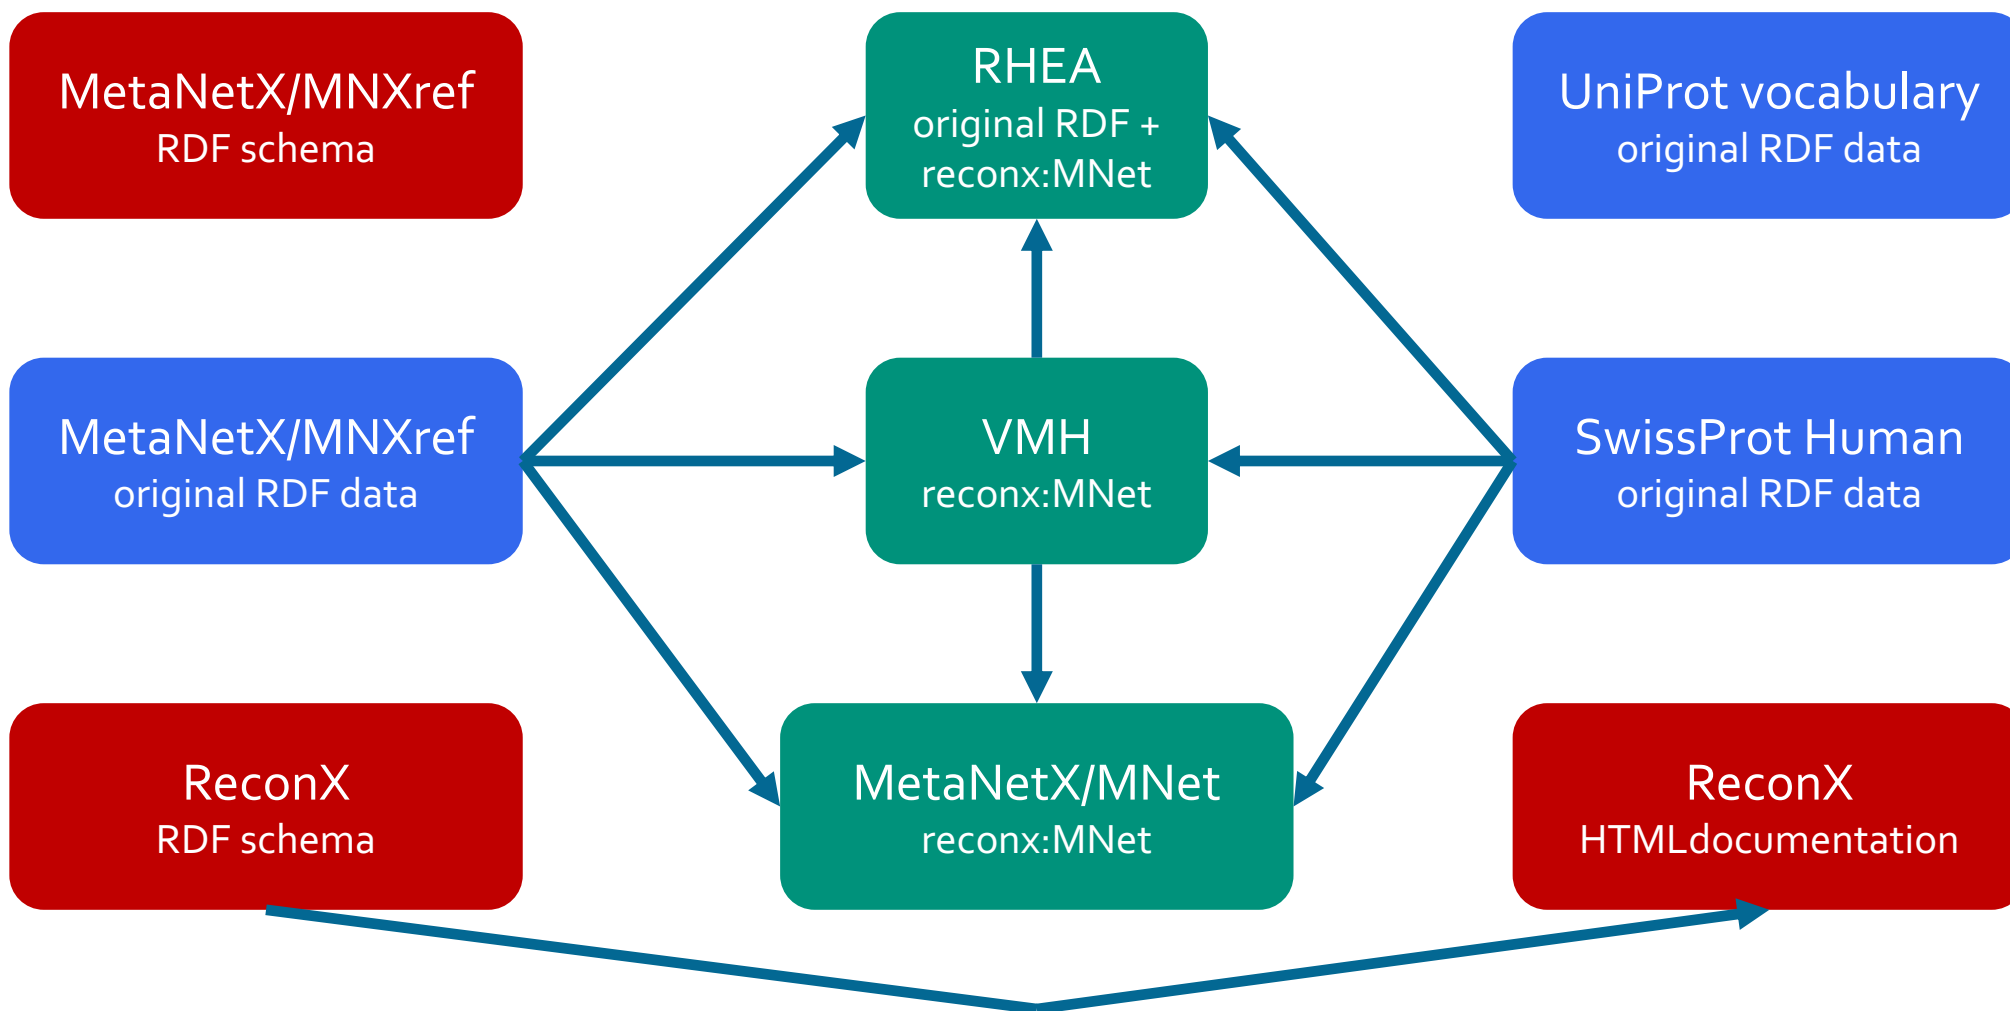 MetaNetX/MNXref
RDF schema
RHEA
original RDF +
reconx:MNet
UniProt vocabulary
original RDF data
MetaNetX/MNXref
original RDF data
VMH
reconx:MNet
SwissProt Human
original RDF data
ReconX
RDF schema
MetaNetX/MNet
reconx:MNet
ReconX
HTMLdocumentation